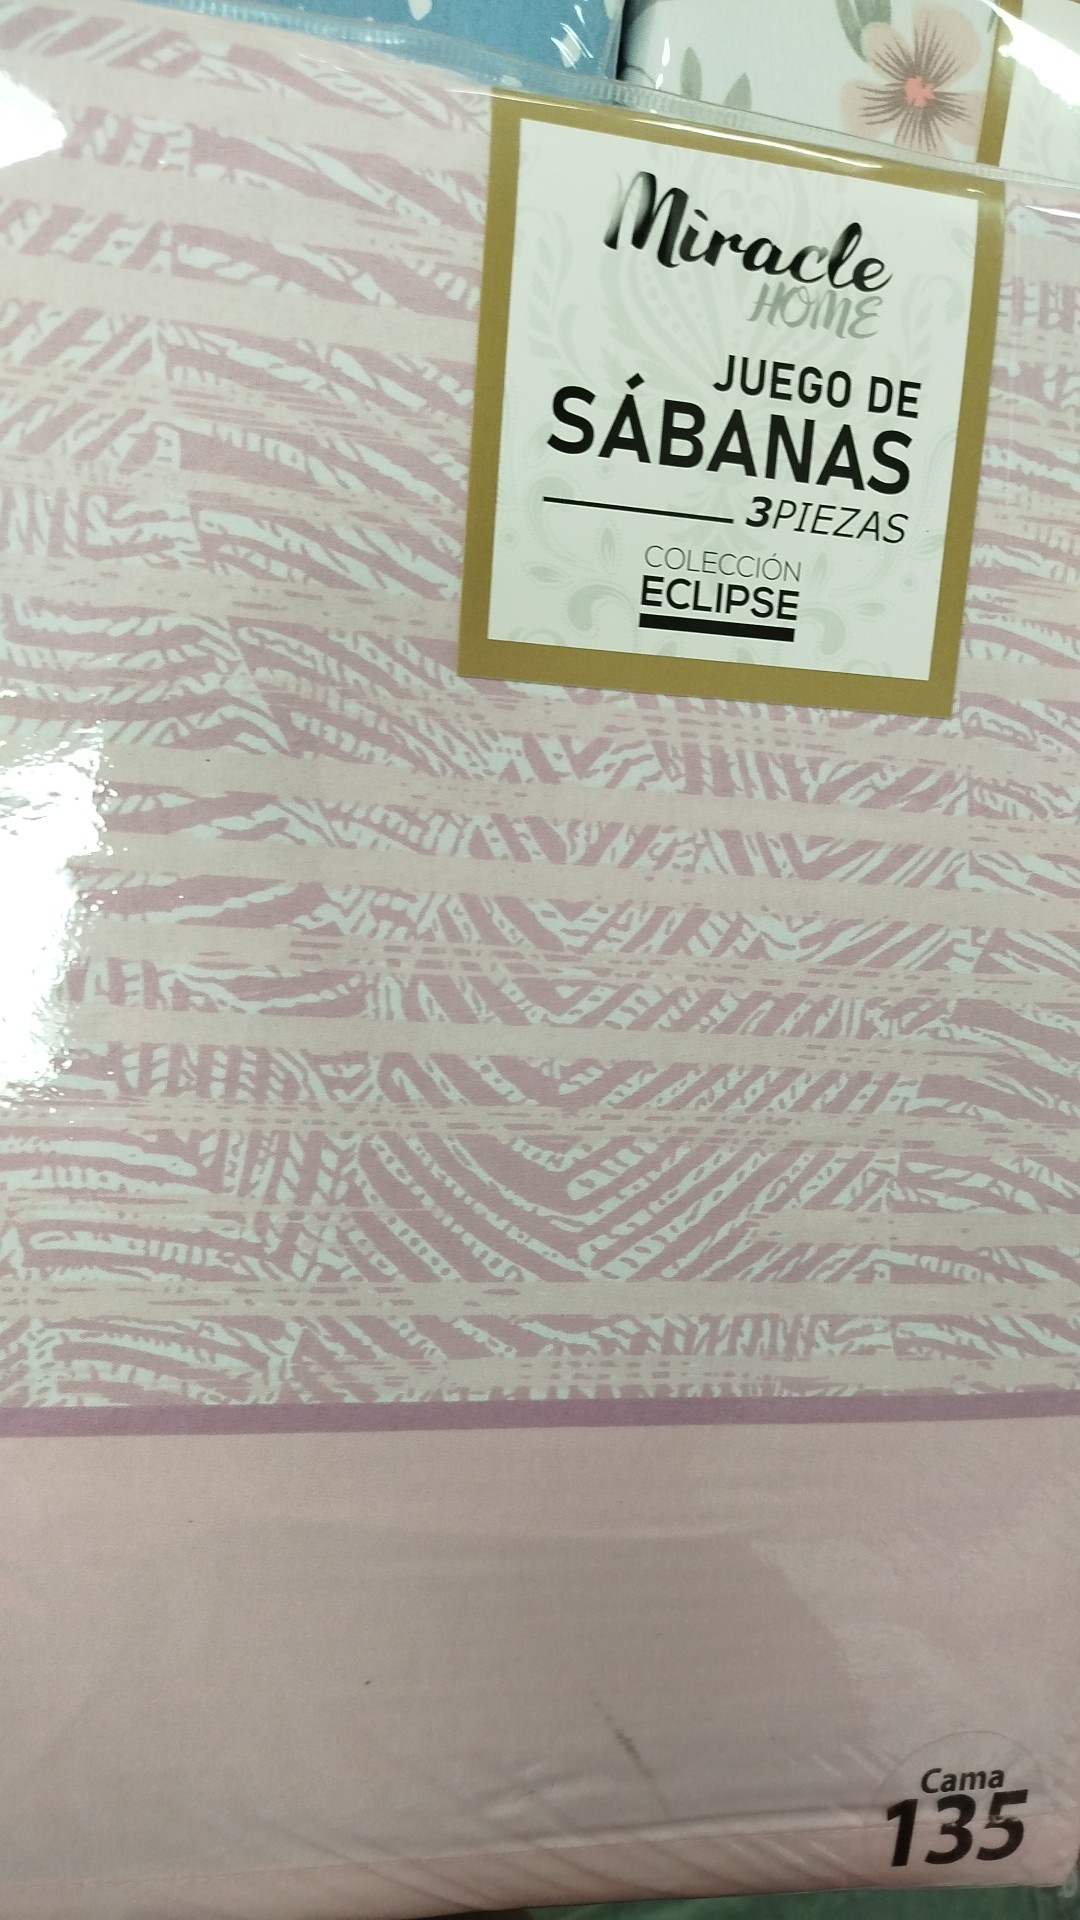 Miracle
HOME
JUEGO DE
SÁBANAS
3PIEZAS
COLECCIÓN
ECLIPSE
Cama
135